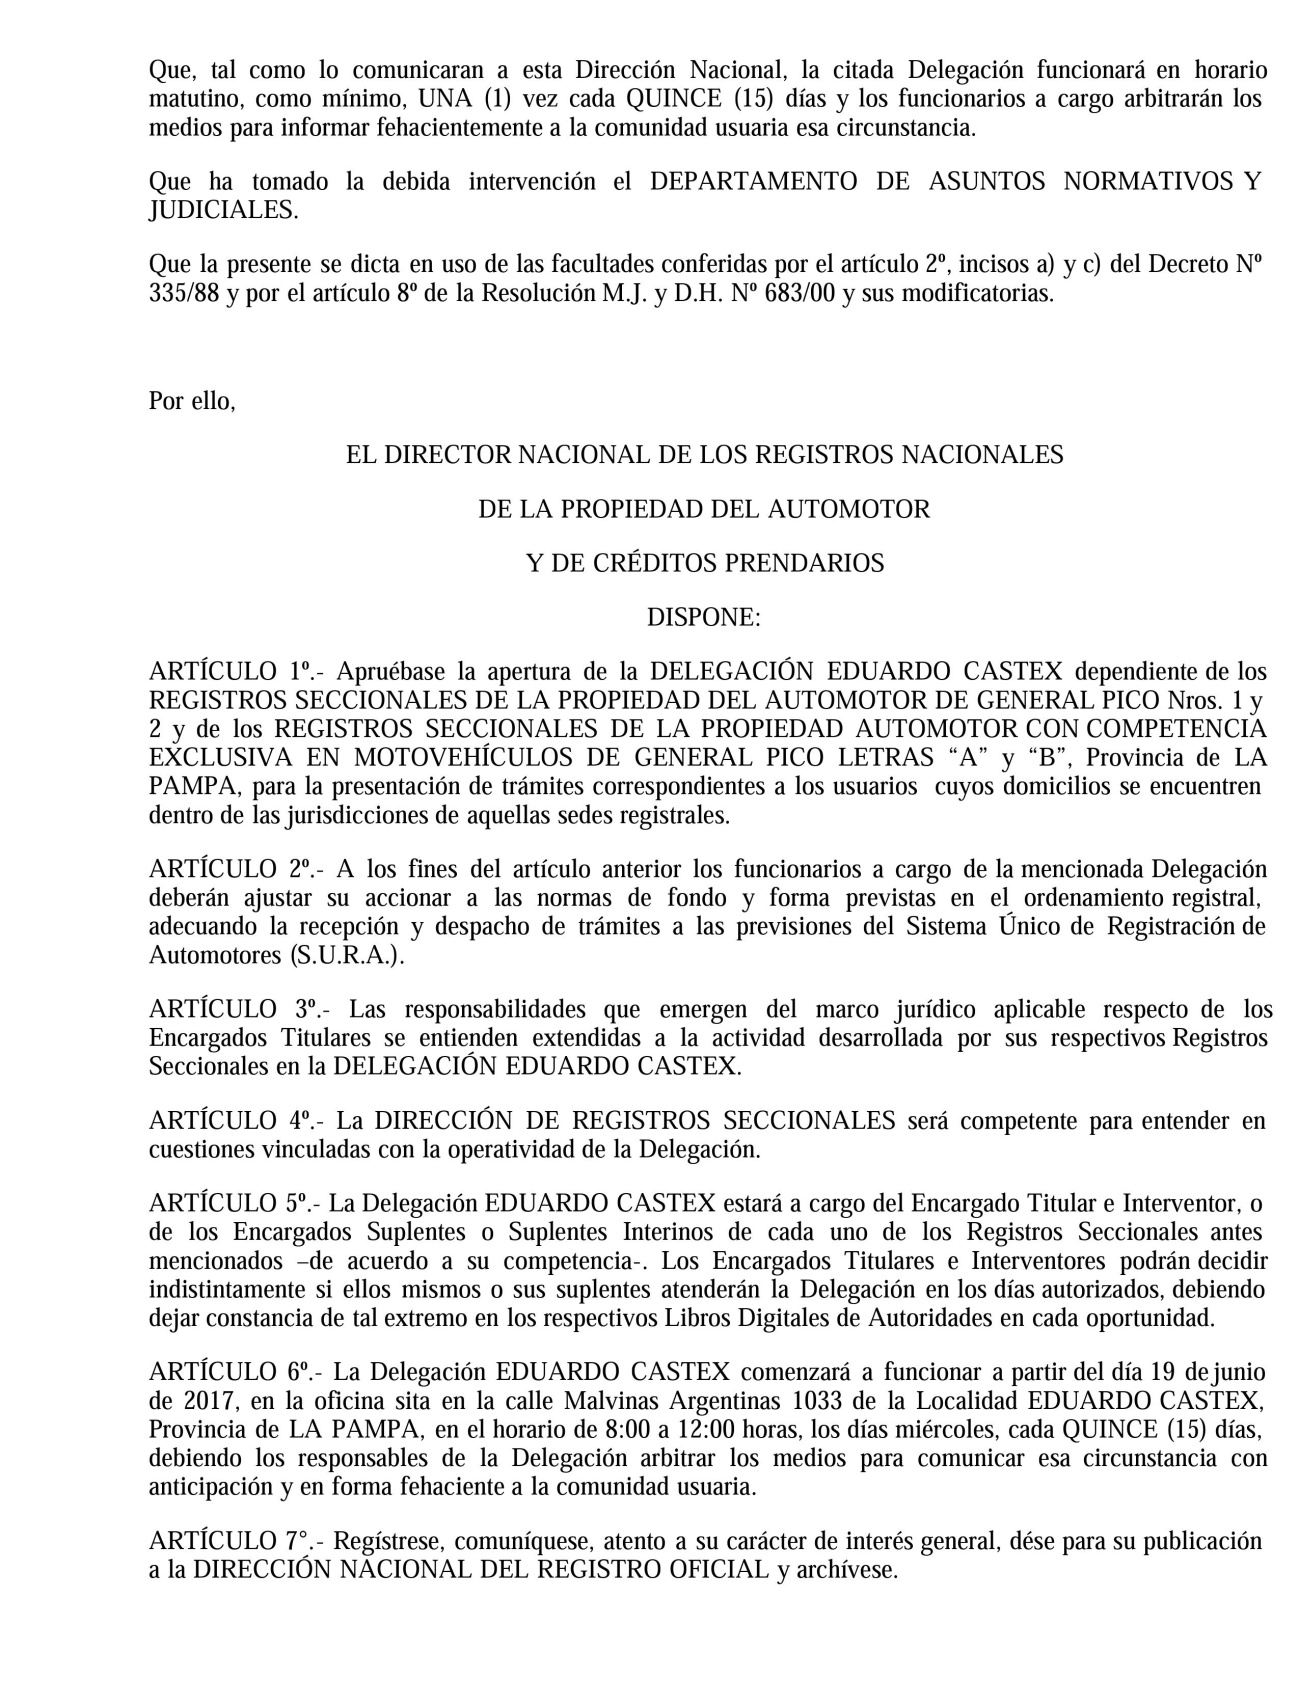 Que, tal como lo comunicaran a esta Dirección Nacional, la citada Delegación funcionará en horario
matutino, como mínimo, UNA (1) vez cada QUINCE (15) días y los funcionarios a cargo arbitrarán los
medios para informar fehacientemente a la comunidad usuaria esa circunstancia.
Que ha tomado la debida intervención el DEPARTAMENTO DE ASUNTOS NORMATIVOS Y
JUDICIALES.
Que la presente se dicta en uso de las facultades conferidas por el artículo 2º, incisos a) y c) del Decreto Nº
335/88 y por el artículo 8º de la Resolución M.J. y D.H. Nº 683/00 y sus modificatorias.
Por ello,
EL DIRECTOR NACIONAL DE LOS REGISTROS NACIONALES
DE LA PROPIEDAD DEL AUTOMOTOR
Y DE CRÉDITOS PRENDARIOS
DISPONE:
ARTÍCULO 1º.- Apruébase la apertura de la DELEGACIÓN EDUARDO CASTEX dependiente de los
REGISTROS SECCIONALES DE LA PROPIEDAD DEL AUTOMOTOR DE GENERAL PICO Nros. 1 y
2 y de los REGISTROS SECCIONALES DE LA PROPIEDAD AUTOMOTOR CON COMPETENCIA
EXCLUSIVA EN MOTOVEHÍCULOS DE GENERAL PICO LETRAS “A” y “B”, Provincia de LA
PAMPA, para la presentación de trámites correspondientes a los usuarios cuyos domicilios se encuentren
dentro de las jurisdicciones de aquellas sedes registrales.
ARTÍCULO 2º.- A los fines del artículo anterior los funcionarios a cargo de la mencionada Delegación
deberán ajustar su accionar a las normas de fondo y forma previstas en el ordenamiento registral,
adecuando la recepción y despacho de trámites a las previsiones del Sistema Único de Registración de
Automotores (S.U.R.A.).
ARTÍCULO 3º.- Las responsabilidades que emergen del marco jurídico aplicable respecto de los
Encargados Titulares se entienden extendidas a la actividad desarrollada por sus respectivos Registros
Seccionales en la DELEGACIÓN EDUARDO CASTEX.
ARTÍCULO 4º.- La DIRECCIÓN DE REGISTROS SECCIONALES será competente para entender en
cuestiones vinculadas con la operatividad de la Delegación.
ARTÍCULO 5º.- La Delegación EDUARDO CASTEX estará a cargo del Encargado Titular e Interventor, o
de los Encargados Suplentes o Suplentes Interinos de cada uno de los Registros Seccionales antes
mencionados –de acuerdo a su competencia-. Los Encargados Titulares e Interventores podrán decidir
indistintamente si ellos mismos o sus suplentes atenderán la Delegación en los días autorizados, debiendo
dejar constancia de tal extremo en los respectivos Libros Digitales de Autoridades en cada oportunidad.
ARTÍCULO 6º.- La Delegación EDUARDO CASTEX comenzará a funcionar a partir del día 19 de junio
de 2017, en la oficina sita en la calle Malvinas Argentinas 1033 de la Localidad EDUARDO CASTEX,
Provincia de LA PAMPA, en el horario de 8:00 a 12:00 horas, los días miércoles, cada QUINCE (15) días,
debiendo los responsables de la Delegación arbitrar los medios para comunicar esa circunstancia con
anticipación y en forma fehaciente a la comunidad usuaria.
ARTÍCULO 7°.- Regístrese, comuníquese, atento a su carácter de interés general, dése para su publicación
a la DIRECCIÓN NACIONAL DEL REGISTRO OFICIAL y archívese.